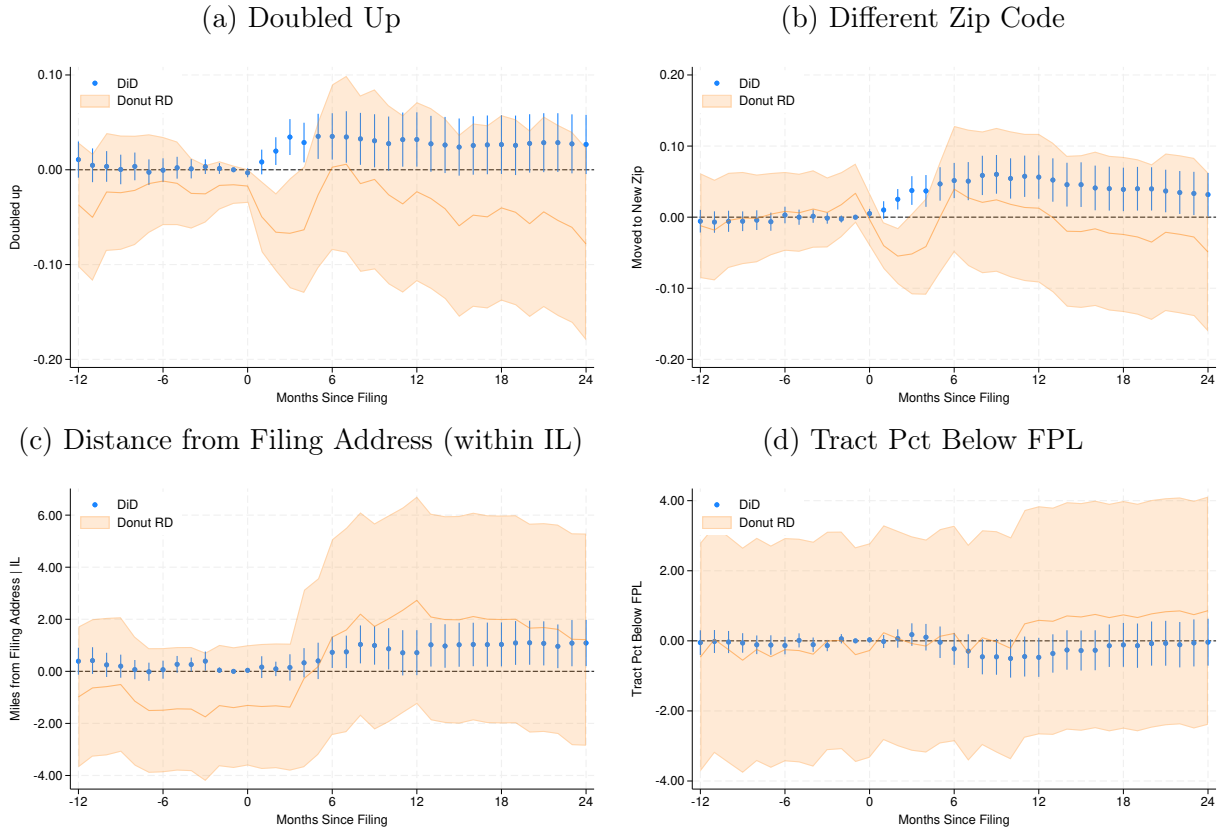 (a) Doubled Up
0.10
0.00
-0.10
-0.20
Doubled up
DiD
Donut RD
-12
-6
0
6
12
18
24
Months Since Filing
(b) Different Zip Code
0.20
0.10
0.00
-0.10
-0.20
Moved to New Zip
DiD
Donut RD
-12
-6
0
6
12
18
24
Months Since Filing
(c) Distance from Filing Address (within IL)
6.00
4.00
2.00
0.00
-2.00
-4.00
Miles from Filing Address | IL
DiD
Donut RD
-12
-6
0
6
12
18
24
Months Since Filing
(d) Tract Pct Below FPL
4.00
2.00
0.00
-2.00
-4.00
Tract Pct Below FPL
DiD
Donut RD
-12
-6
0
6
12
18
24
Months Since Filing